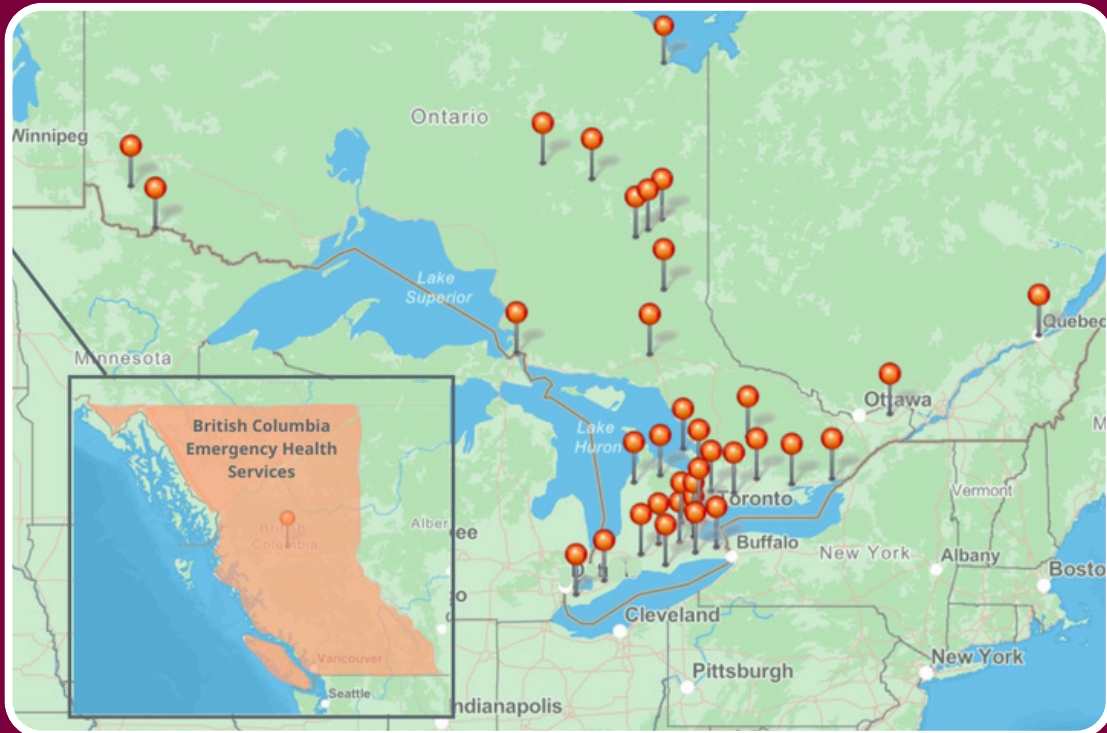 Ontario
Winnipeg
Lake
Superior
Minnesota
Quebec
Ottawa
Lake
Huron
British Columbia
Emergency Health
Services
British
Columbia
Alber
ee
Toronto
Vermont
Buffalo
New York
Albany
Bosto
o
Cleveland
Vancouver
Seattle
Pittsburgh
New York
ndianapolis
M